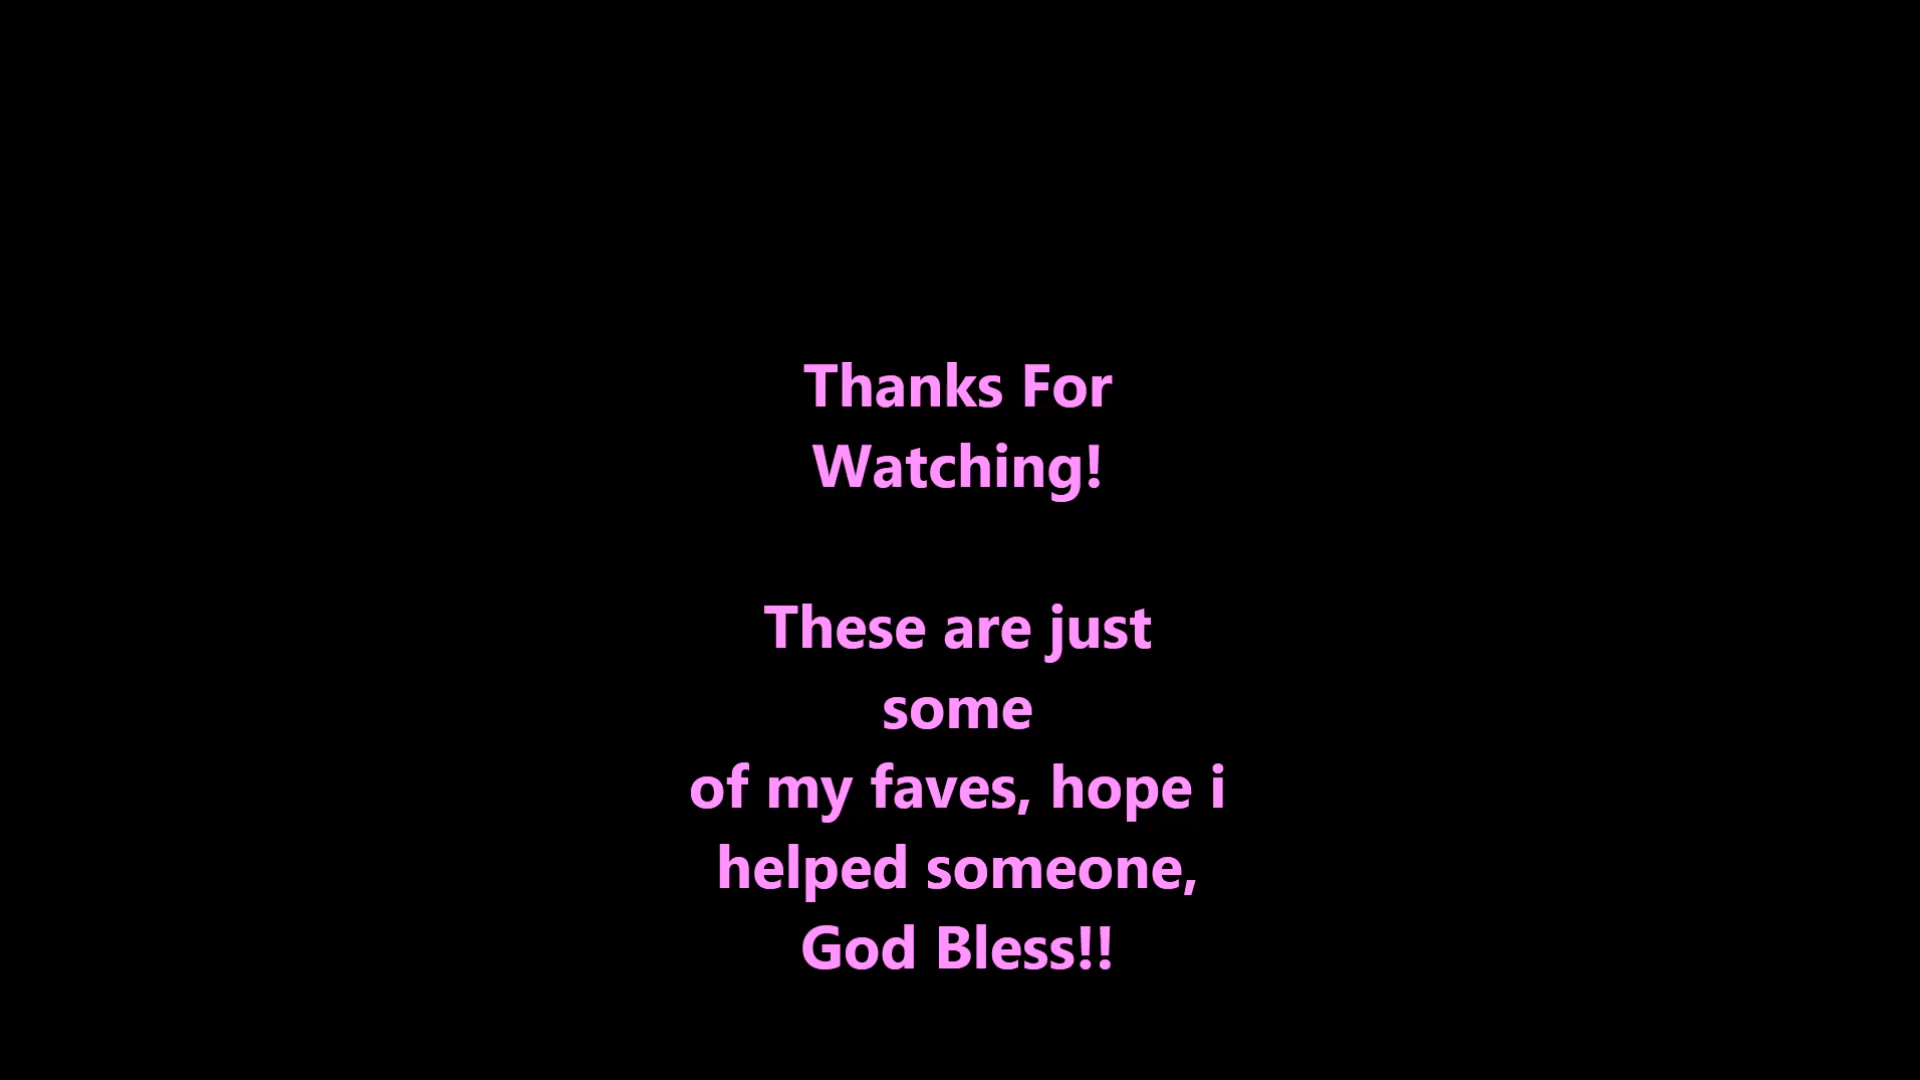 Thanks For
Watching!
These are just
some
of my faves, hope i
helped someone,
God Bless!!